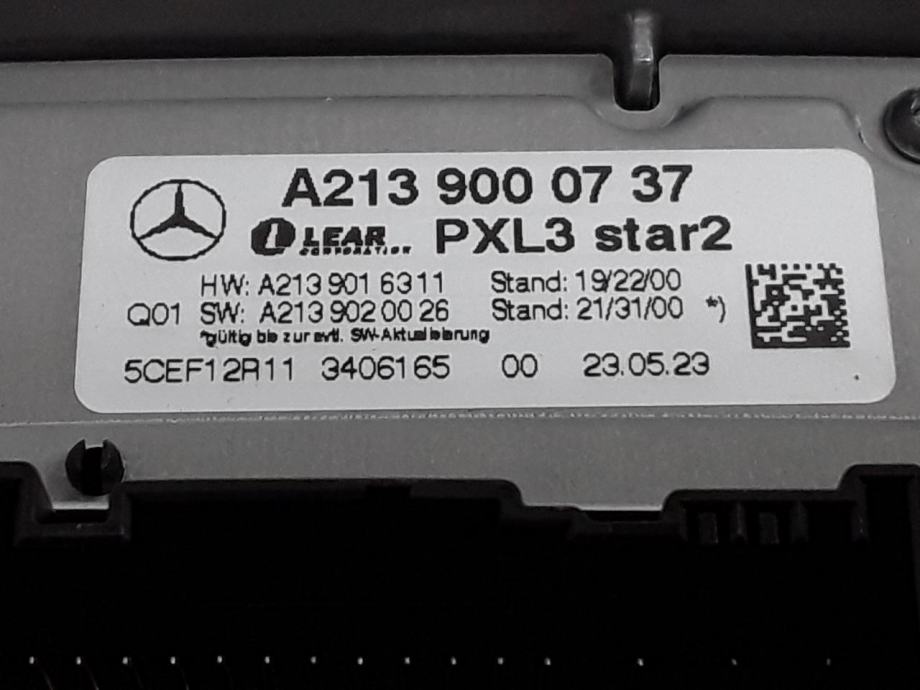 A213 900 07 37
LEAR CORPORATION PXL3 star2
HW: A213 901 63 11 Stand: 19/22/00
Q01 SW: A213 902 00 26 Stand: 21/31/00 *)
*gültig bis zur evtl. SW-Aktualisierung
5CEF12R11 3406165 00 23.05.23